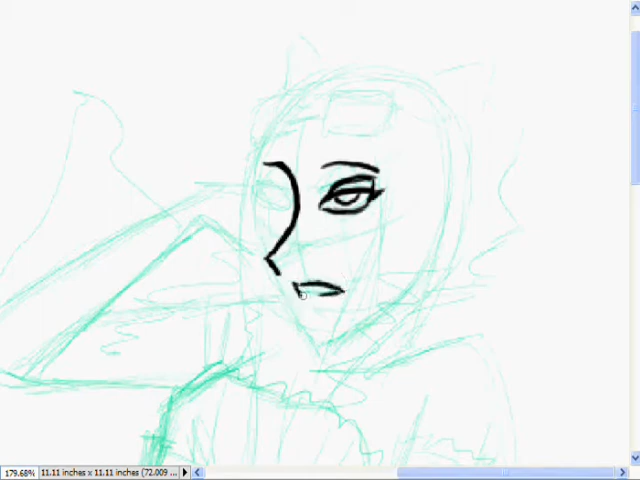 179.68% 11.11 inches x 11.11 inches (72.009 ...